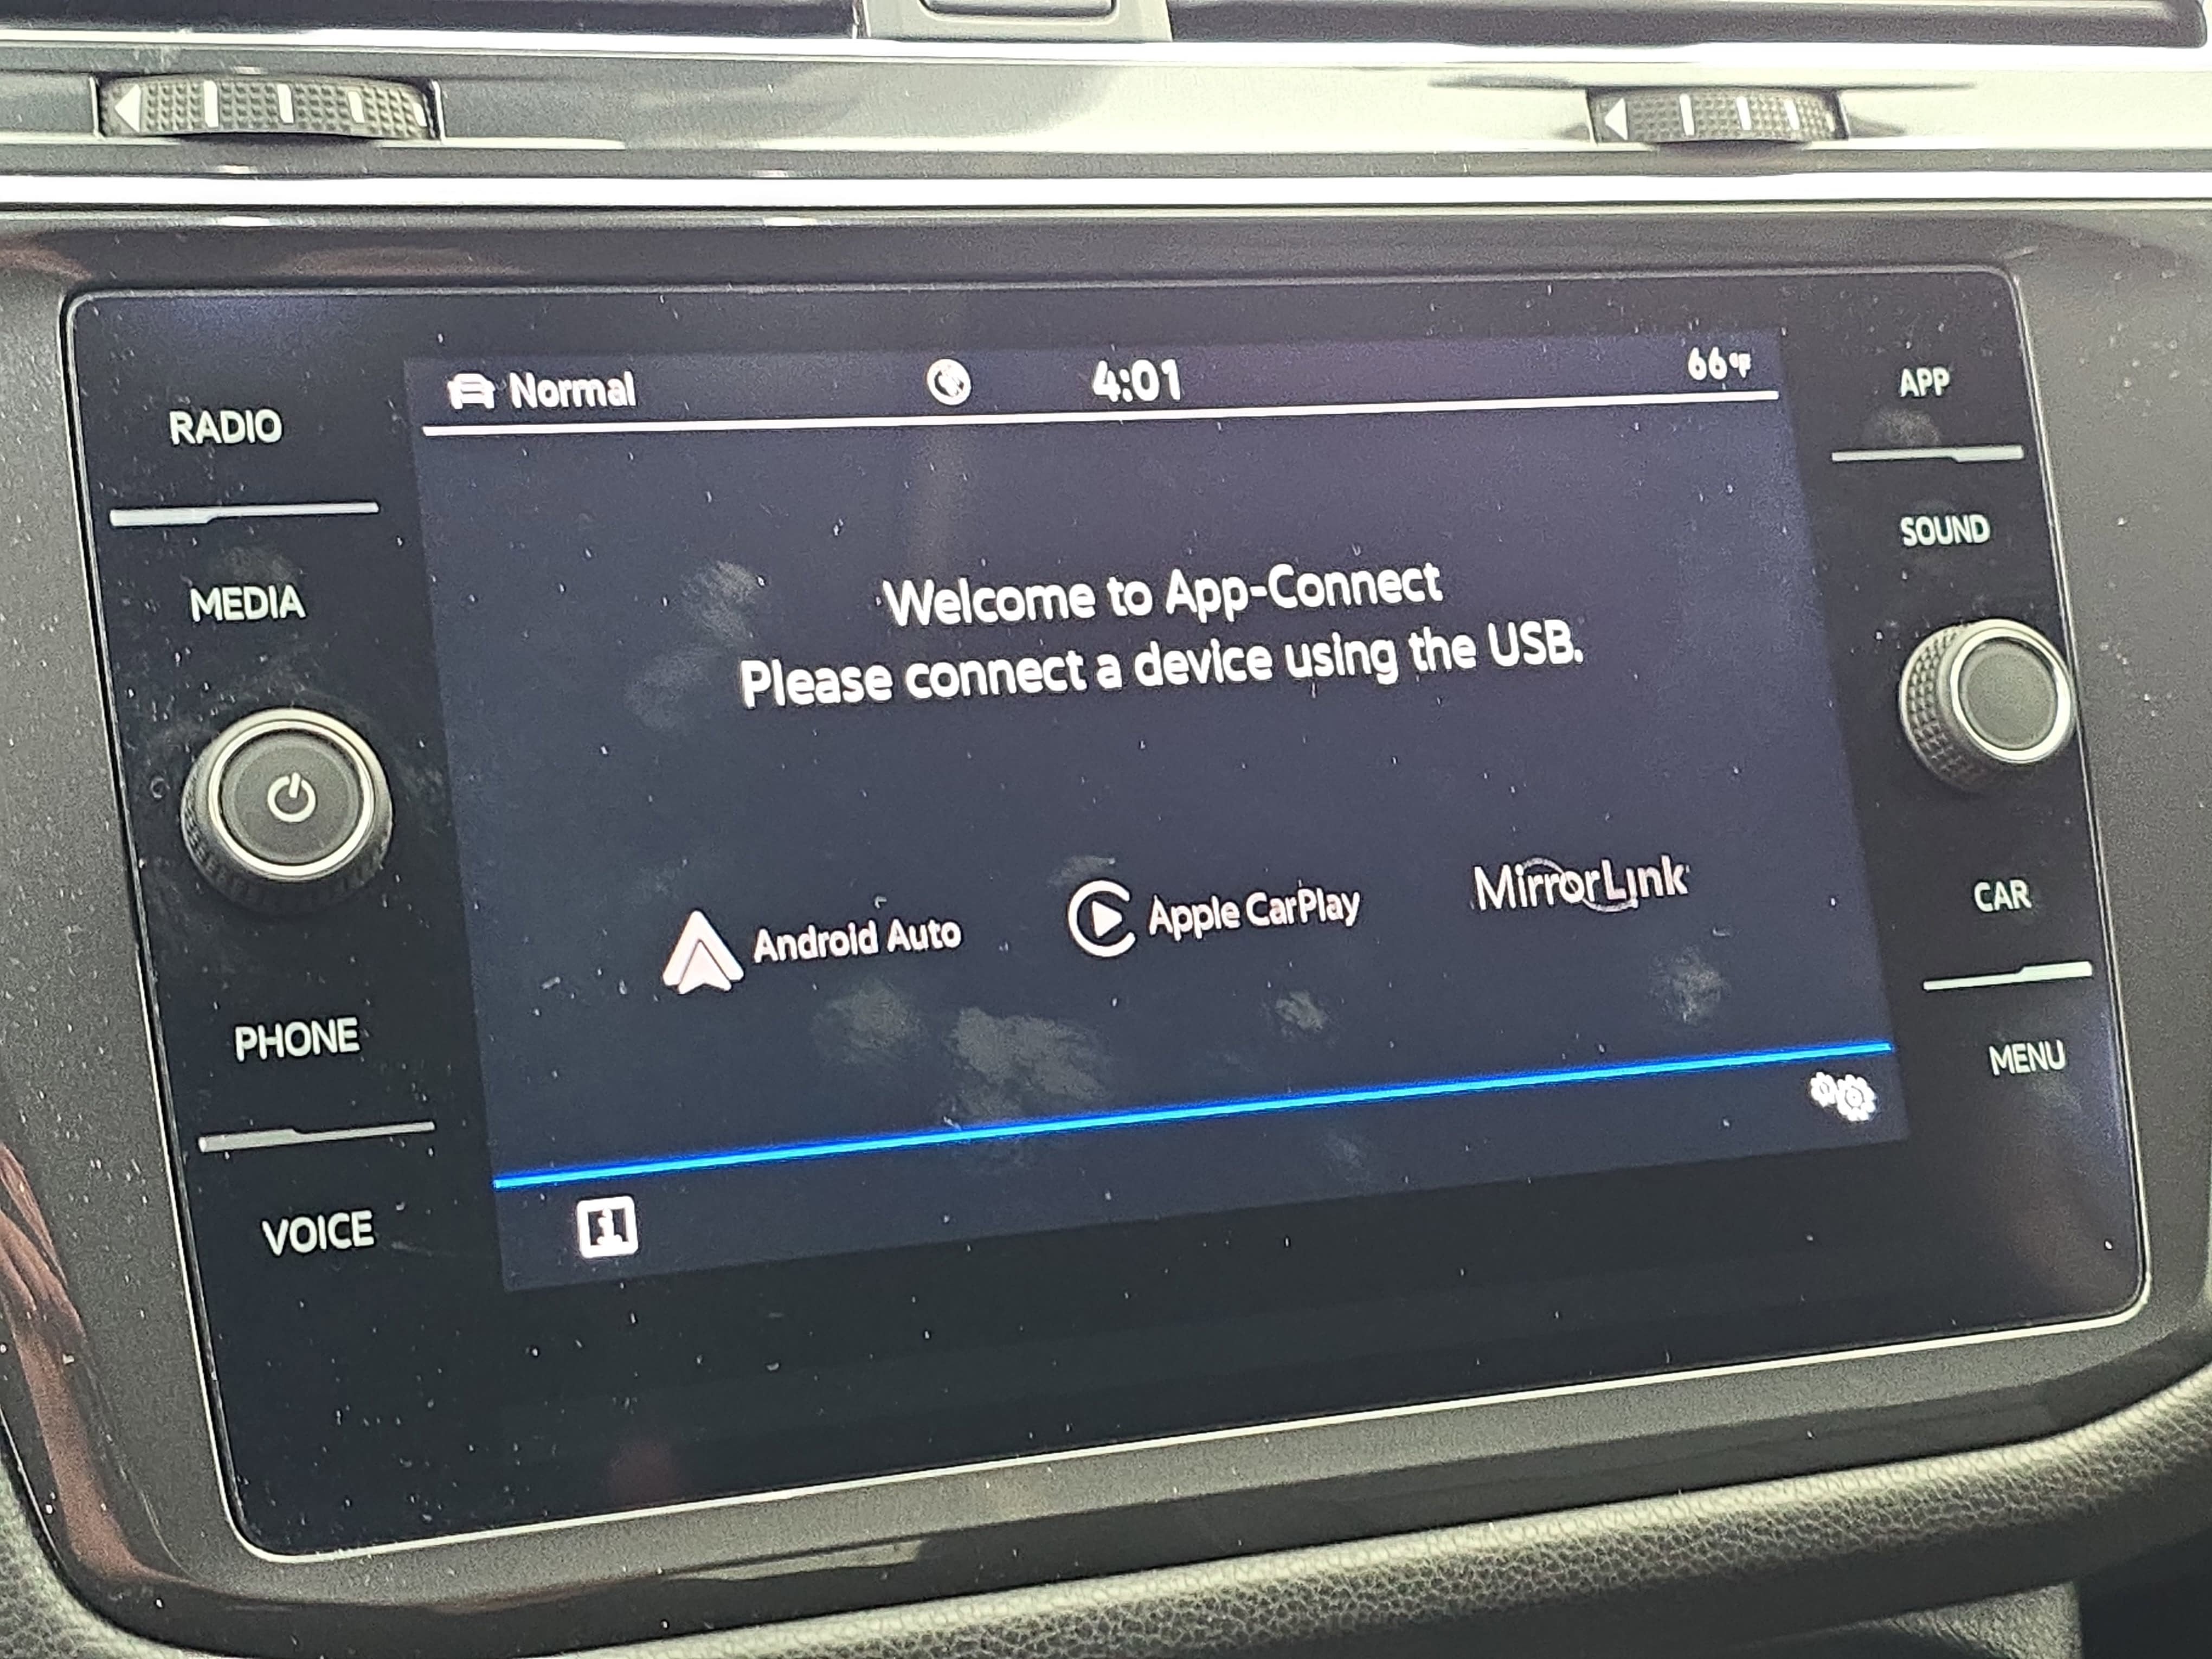 Normal 4:01 66°F
RADIO
MEDIA
PHONE
VOICE
Welcome to App-Connect
Please connect a device using the USB.
Android Auto Apple CarPlay MirrorLink
APP
SOUND
CAR
MENU